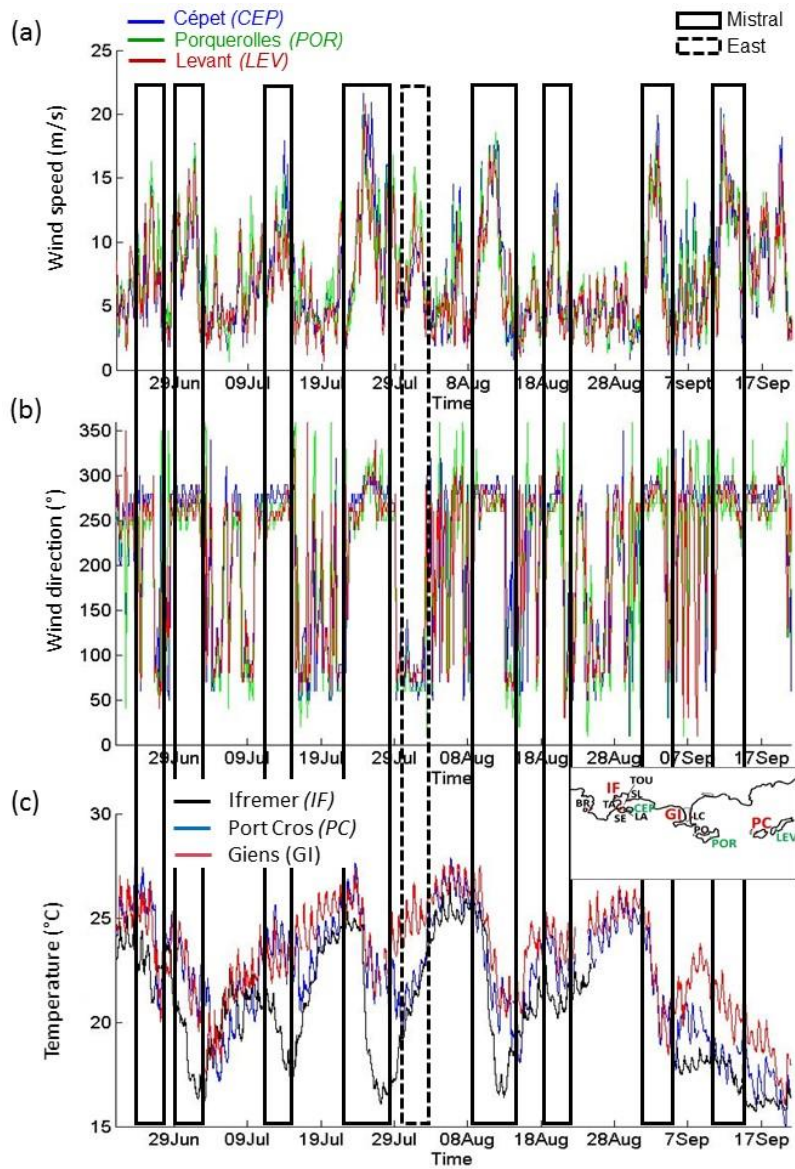 (a)
Cépet (CEP)
Porquerolles (POR)
Levant (LEV)
Mistral
East
Wind speed (m/s)
25
20
15
10
5
0
29Jun 09Jul 19Jul 29Jul 8Aug 18Aug 28Aug 7sept 17Sep
Time
(b)
Wind direction (°)
350
300
250
200
150
100
50
0
29Jun 09Jul 19Jul 29Jul 08Aug 18Aug 28Aug 07Sep 17Sep
Time
(c)
Ifremer (IF)
Port Cros (PC)
Giens (GI)
IF TOU
SL
BR TA CEP GI LC PC
SE LA PO
POR LEV
Temperature (°C)
30
25
20
15
29Jun 09Jul 19Jul 29Jul 08Aug 18Aug 28Aug 7Sep 17Sep
Time